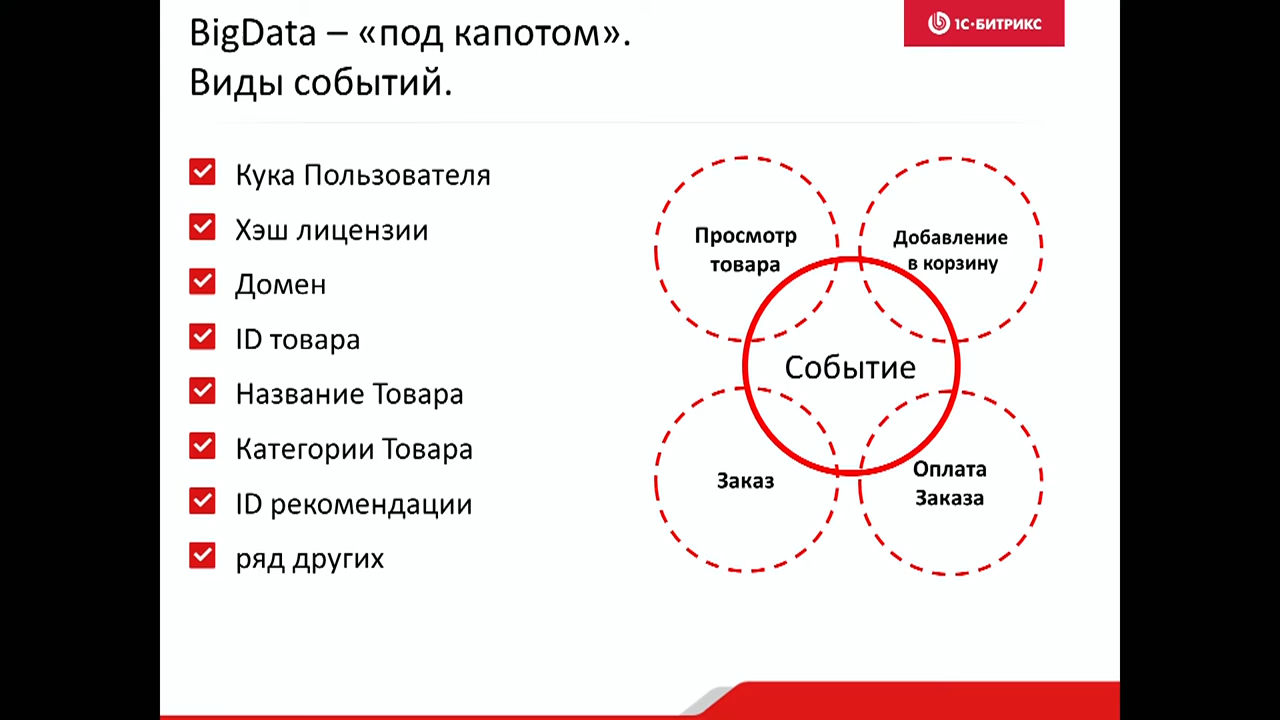 BigData – «под капотом».
Виды событий.
1С·БИТРИКС
Кука Пользователя
Хэш лицензии
Домен
ID товара
Название Товара
Категории Товара
ID рекомендации
ряд других
Просмотр
товара
Добавление
в корзину
Событие
Заказ
Оплата
Заказа